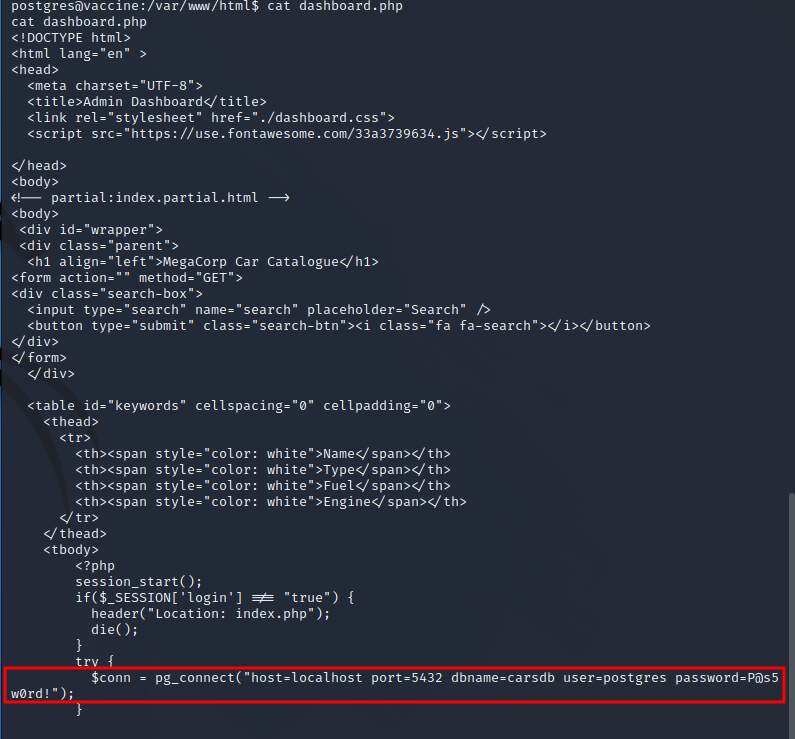 postgres@vaccine:/var/www/html$ cat dashboard.php
cat dashboard.php
<!DOCTYPE html>
<html lang="en" >
<head>
  <meta charset="UTF-8">
  <title>Admin Dashboard</title>
  <link rel="stylesheet" href="./dashboard.css">
  <script src="https://use.fontawesome.com/33a3739634.js"></script>

</head>
<body>
<!-- partial:index.partial.html -->
<body>
 <div id="wrapper">
 <div class="parent">
  <h1 align="left">MegaCorp Car Catalogue</h1>
<form action="" method="GET">
<div class="search-box">
  <input type="search" name="search" placeholder="Search" />
  <button type="submit" class="search-btn"><i class="fa fa-search"></i></button>
</div>
</form>
  </div>

  <table id="keywords" cellspacing="0" cellpadding="0">
    <thead>
      <tr>
        <th><span style="color: white">Name</span></th>
        <th><span style="color: white">Type</span></th>
        <th><span style="color: white">Fuel</span></th>
        <th><span style="color: white">Engine</span></th>
      </tr>
    </thead>
    <tbody>
        <?php
        session_start();
        if($_SESSION['login'] !== "true") {
          header("Location: index.php");
          die();
        }
        try {
          $conn = pg_connect("host=localhost port=5432 dbname=carsdb user=postgres password=P@s5
w0rd!");
        }